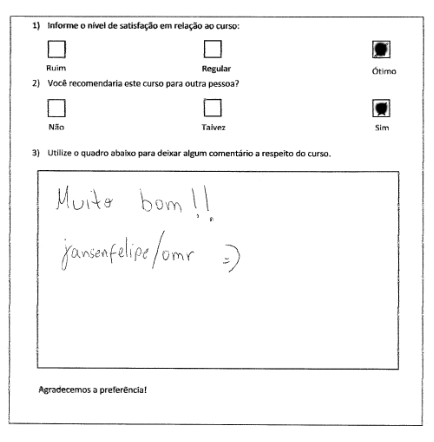 1) Informe o nível de satisfação em relação ao curso:
Ruim Regular Ótimo
2) Você recomendaria este curso para outra pessoa?
Não Talvez Sim
3) Utilize o quadro abaixo para deixar algum comentário a respeito do curso.
Muito bom!!
jansenfelipe/omr =)
Agradecemos a preferência!